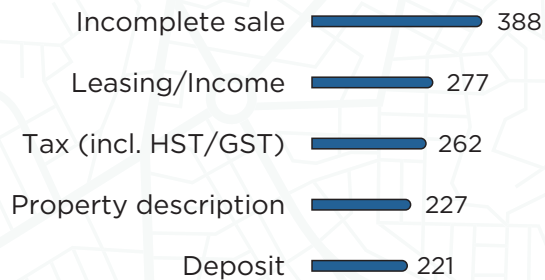 Incomplete sale 388
Leasing/Income 277
Tax (incl. HST/GST) 262
Property description 227
Deposit 221